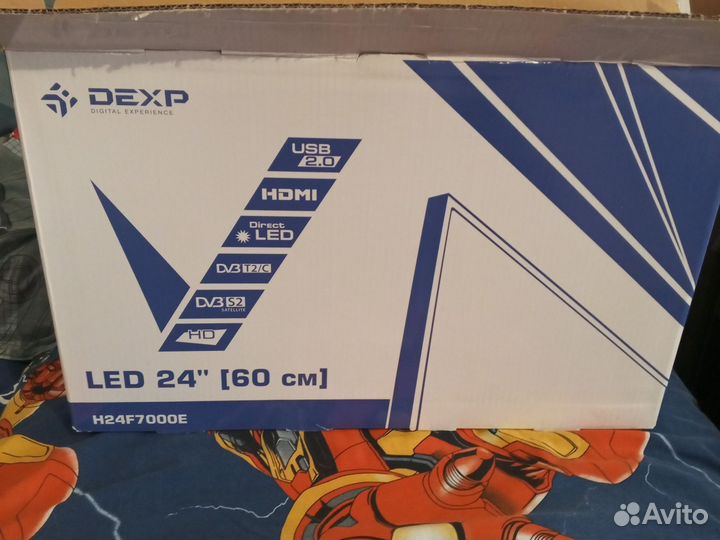 DEXP
DIGITAL EXPERIENCE
USB
2.0
HDMI
Direct
LED
DVB T2/C
DVB S2
SATELLITE
HD
LED 24" [60 см]
H24F7000E
Avito